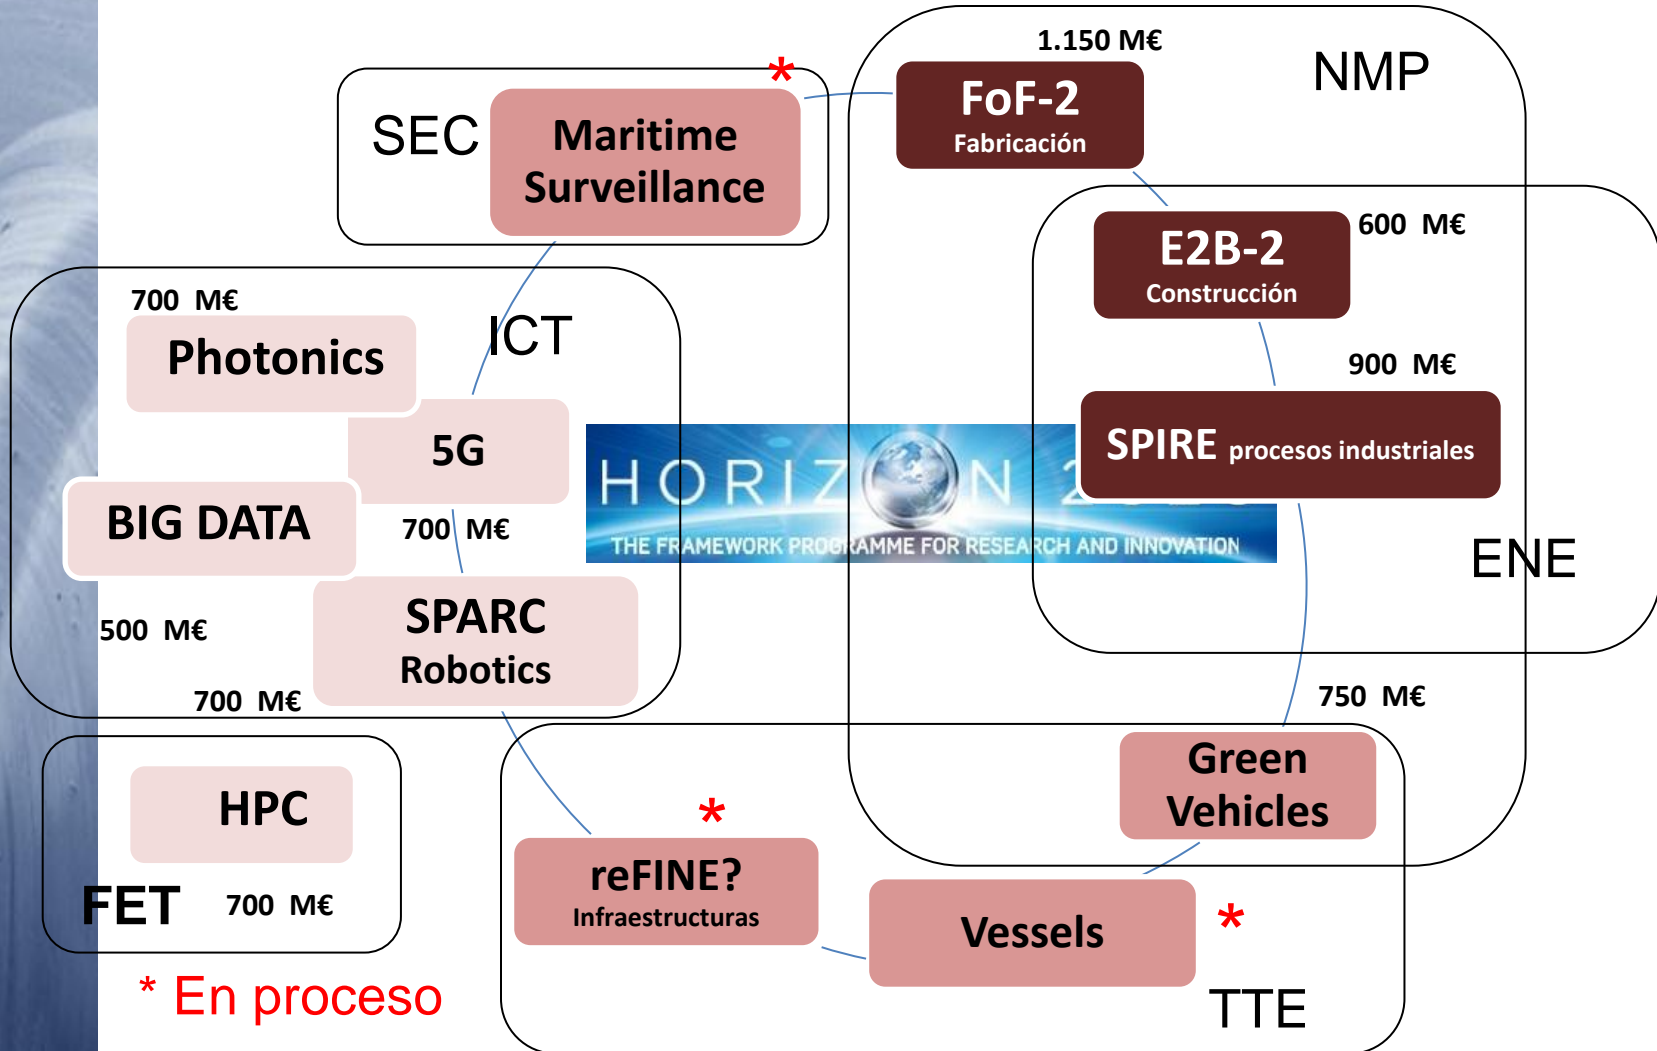 1.150 M€
NMP
FoF-2
Fabricación
*
SEC
Maritime
Surveillance
600 M€
E2B-2
Construcción
700 M€
ICT
Photonics
900 M€
5G
SPIRE procesos industriales
HORIZON
THE FRAMEWORK PROGRAMME FOR RESEARCH AND INNOVATION
BIG DATA
700 M€
ENE
SPARC
Robotics
500 M€
700 M€
750 M€
Green
Vehicles
HPC
FET
700 M€
*
reFINE?
Infraestructuras
Vessels
*
TTE
* En proceso